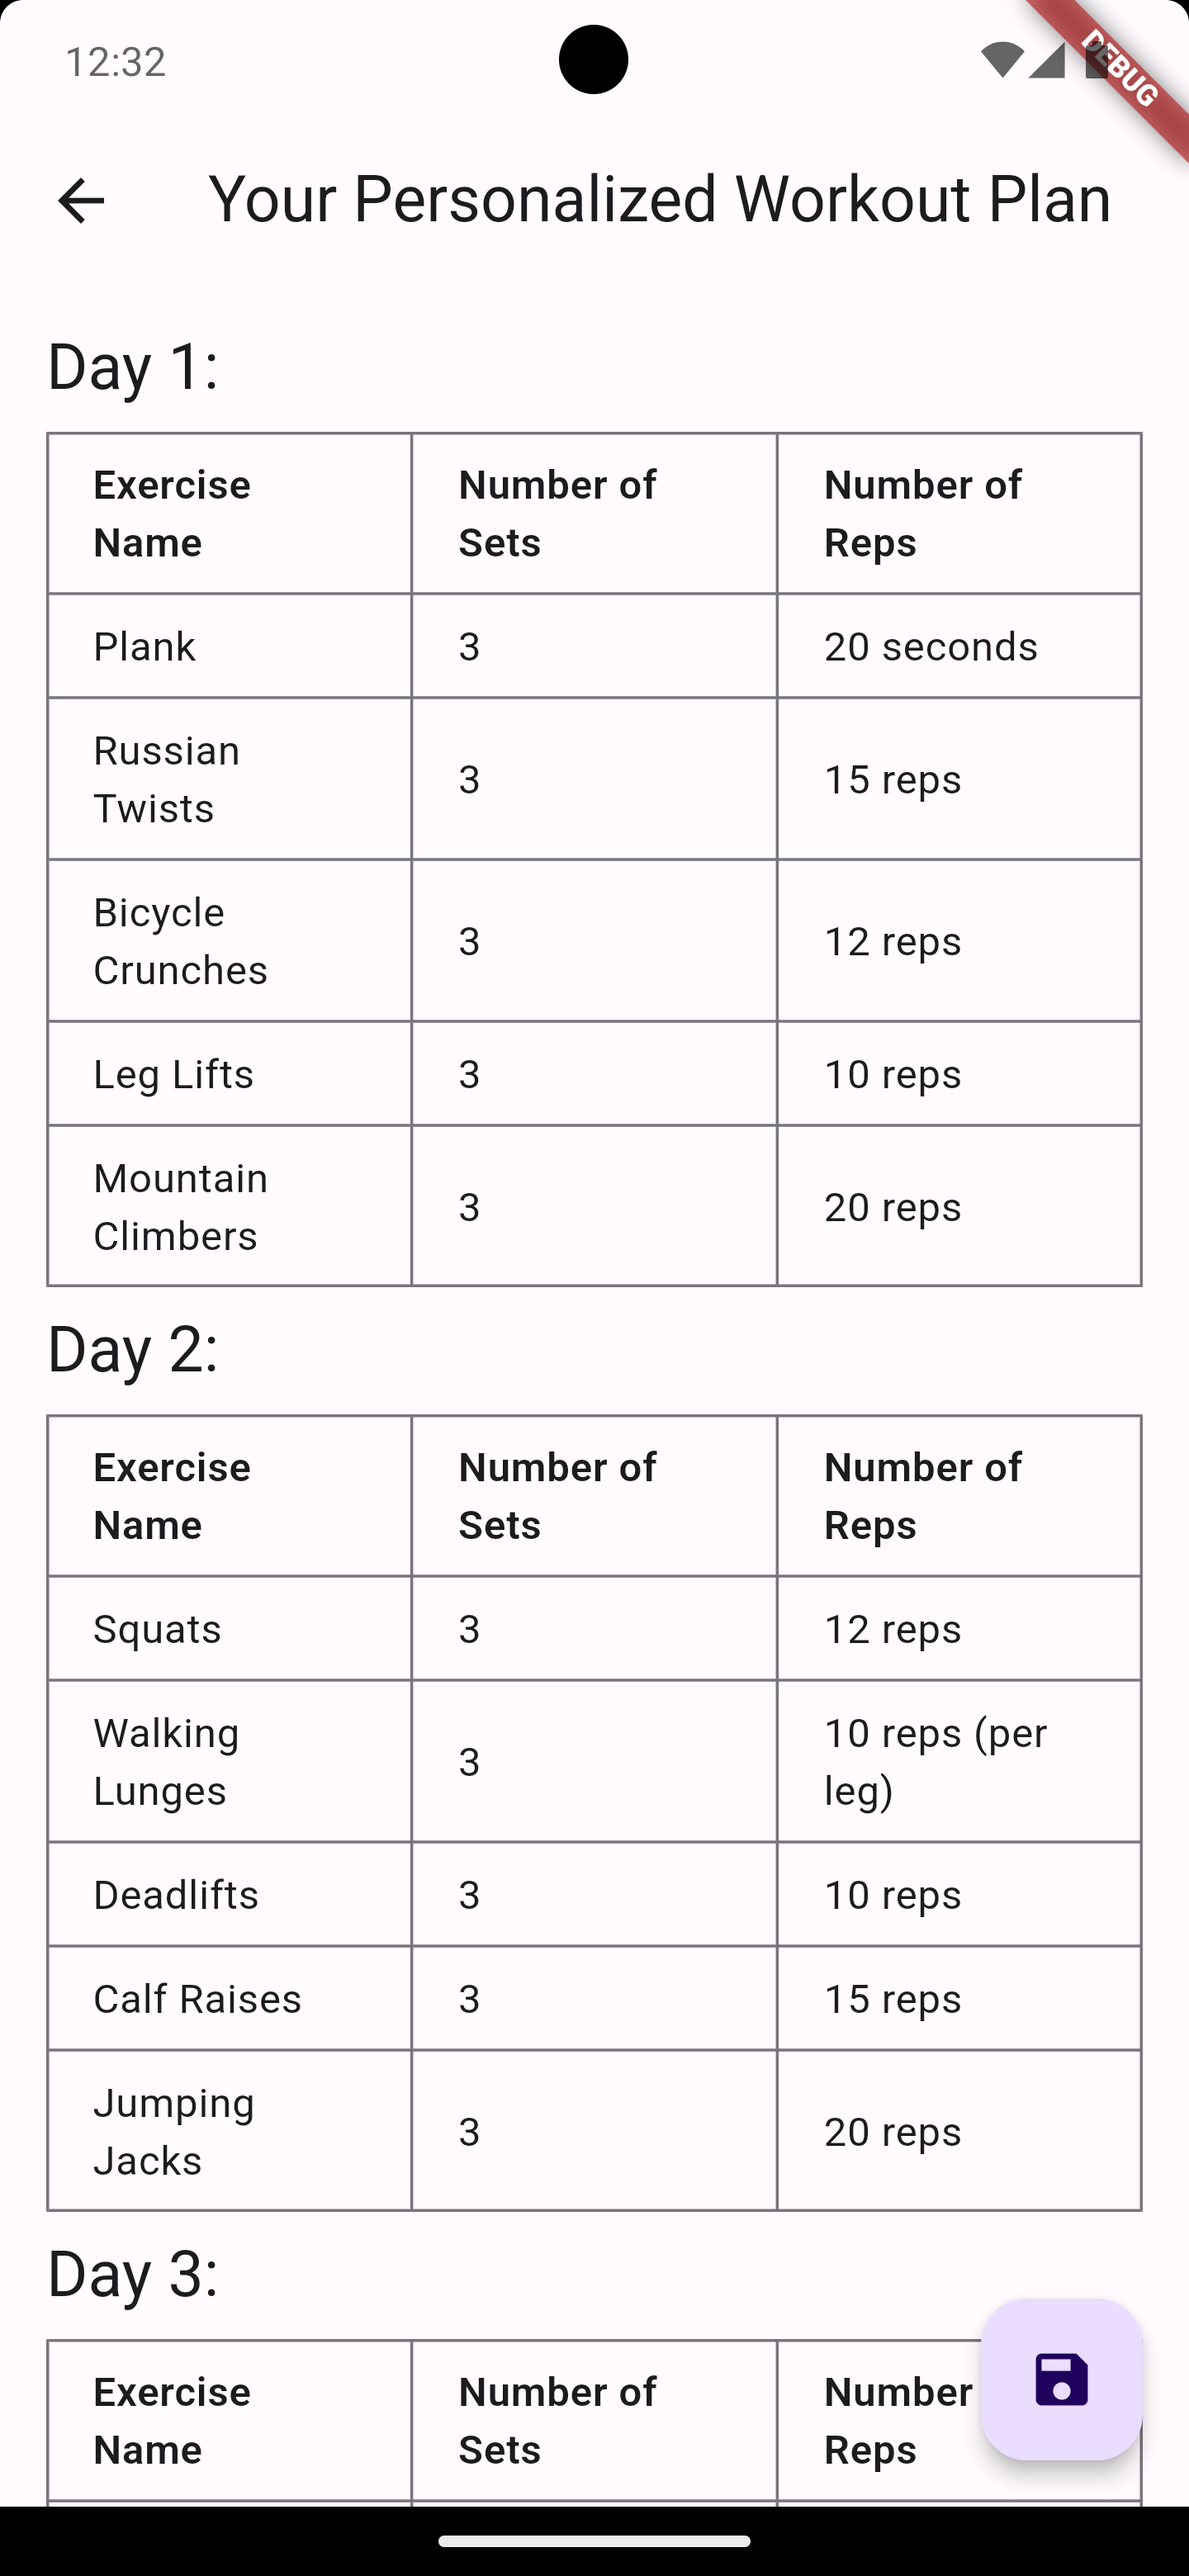 12:32
DEBUG
Your Personalized Workout Plan
Day 1:
Exercise Name
Number of Sets
Number of Reps
Plank
3
20 seconds
Russian Twists
3
15 reps
Bicycle Crunches
3
12 reps
Leg Lifts
3
10 reps
Mountain Climbers
3
20 reps
Day 2:
Exercise Name
Number of Sets
Number of Reps
Squats
3
12 reps
Walking Lunges
3
10 reps (per leg)
Deadlifts
3
10 reps
Calf Raises
3
15 reps
Jumping Jacks
3
20 reps
Day 3:
Exercise Name
Number of Sets
Number
Reps